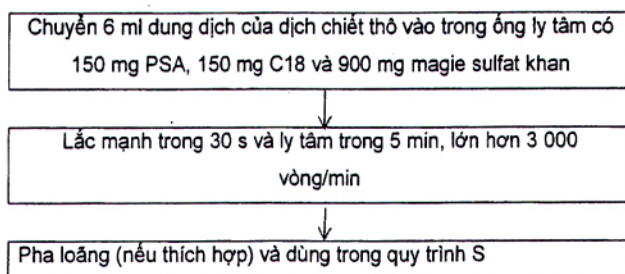 Chuyển 6 ml dung dịch của dịch chiết thô vào trong ống ly tâm có
150 mg PSA, 150 mg C18 và 900 mg magie sulfat khan
Lắc mạnh trong 30 s và ly tâm trong 5 min, lớn hơn 3 000
vòng/min
Pha loãng (nếu thích hợp) và dùng trong quy trình S